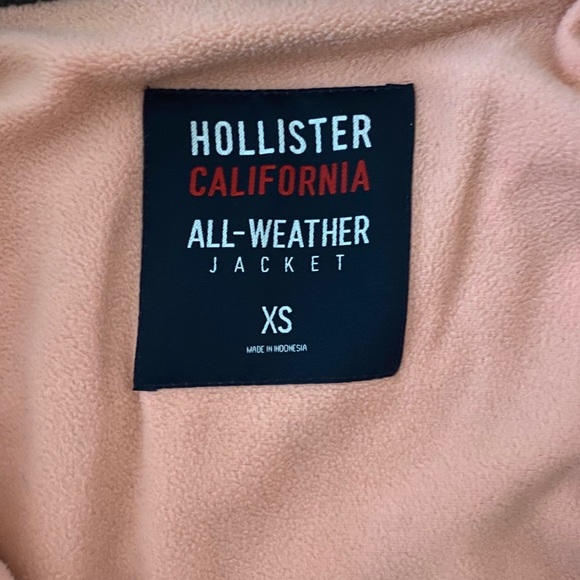 HOLLISTER
CALIFORNIA
ALL-WEATHER
JACKET
XS
MADE IN INDONESIA